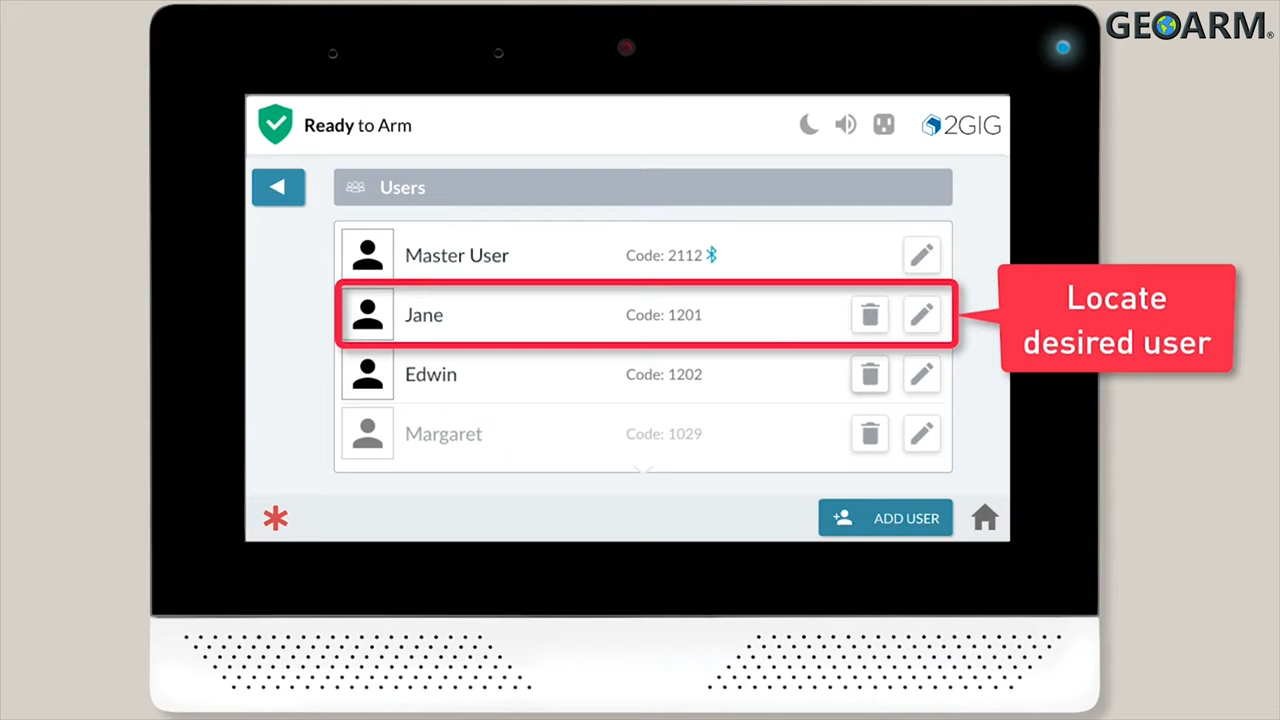 GEOARM®
Ready to Arm
2GIG
Users
Master User
Code: 2112
Jane
Code: 1201
Locate
desired user
Edwin
Code: 1202
Margaret
Code: 1029
ADD USER